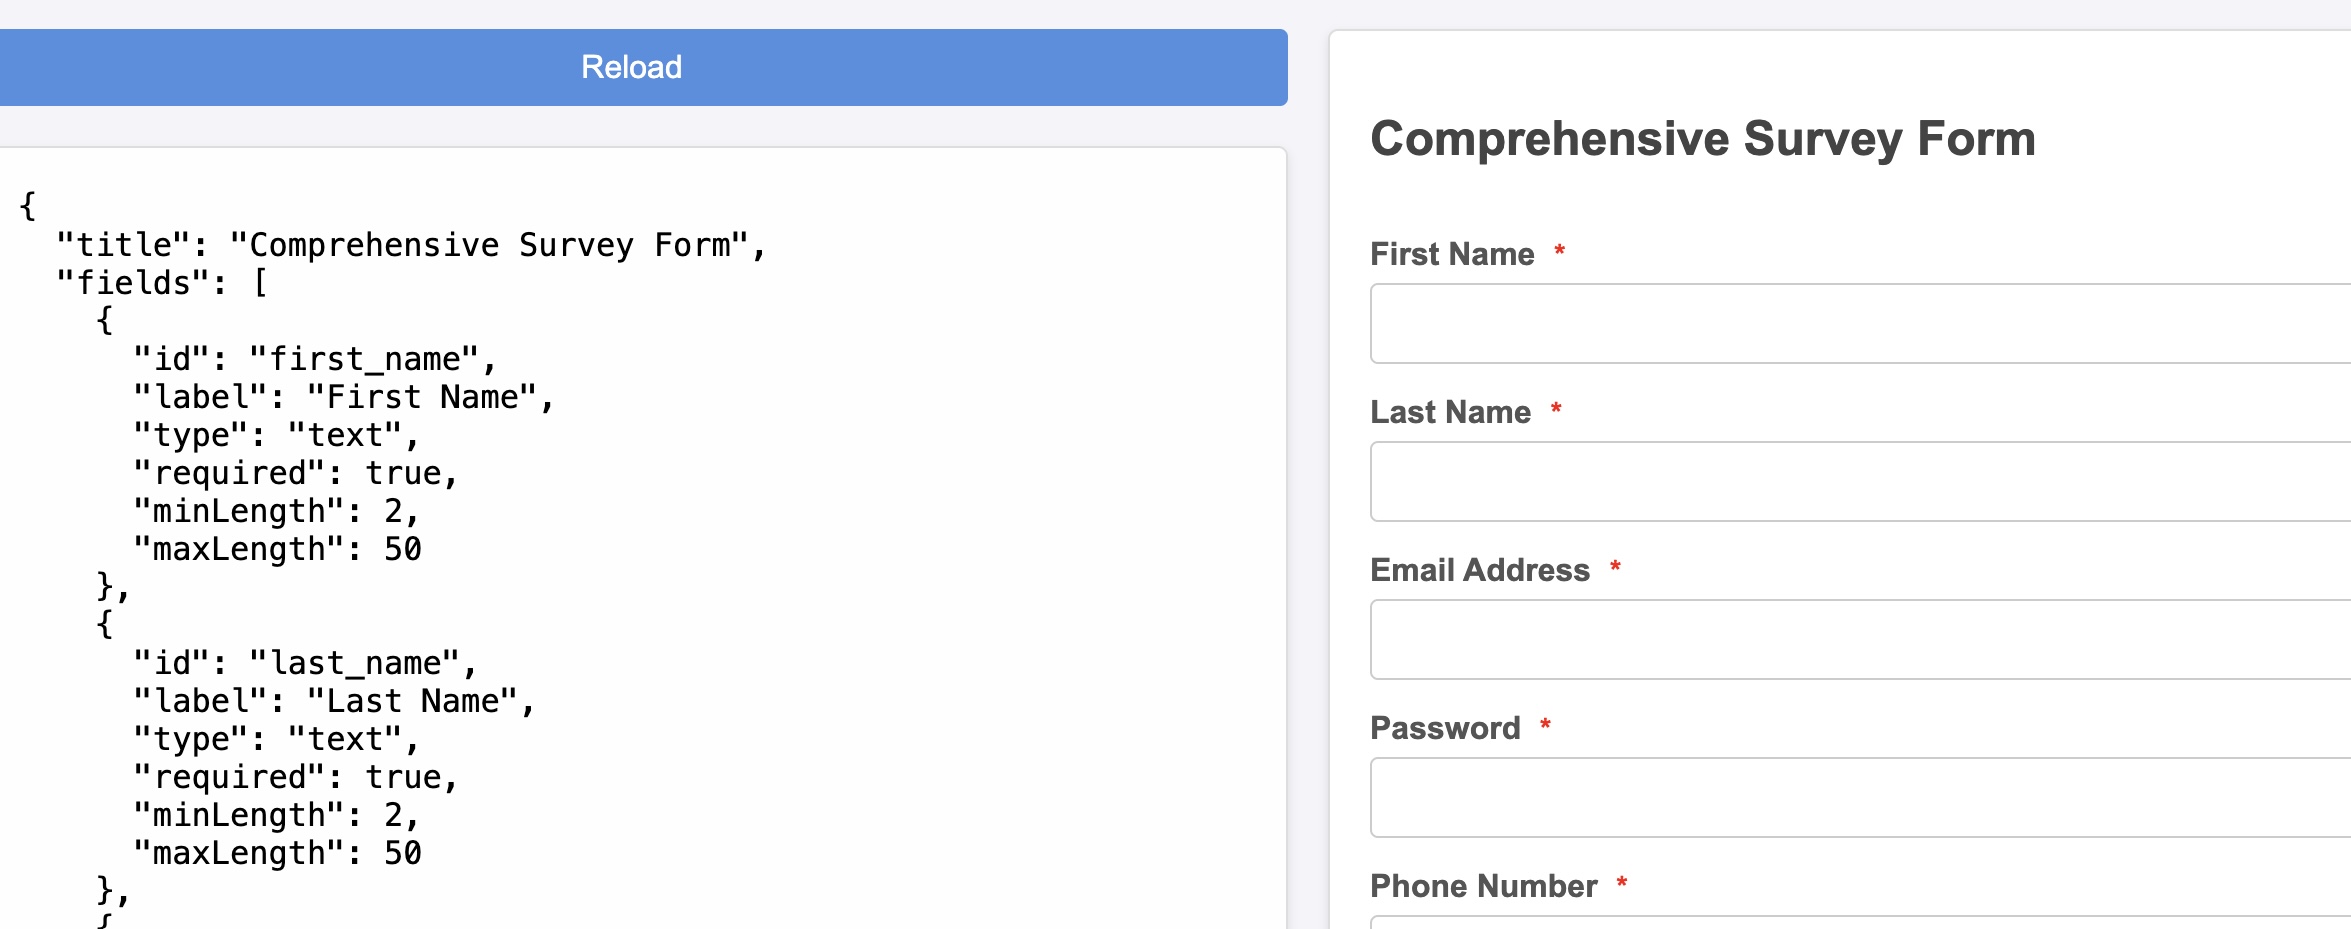 Reload
{
  "title": "Comprehensive Survey Form",
  "fields": [
    {
      "id": "first_name",
      "label": "First Name",
      "type": "text",
      "required": true,
      "minLength": 2,
      "maxLength": 50
    },
    {
      "id": "last_name",
      "label": "Last Name",
      "type": "text",
      "required": true,
      "minLength": 2,
      "maxLength": 50
    },
    {
Comprehensive Survey Form
First Name *
Last Name *
Email Address *
Password *
Phone Number *